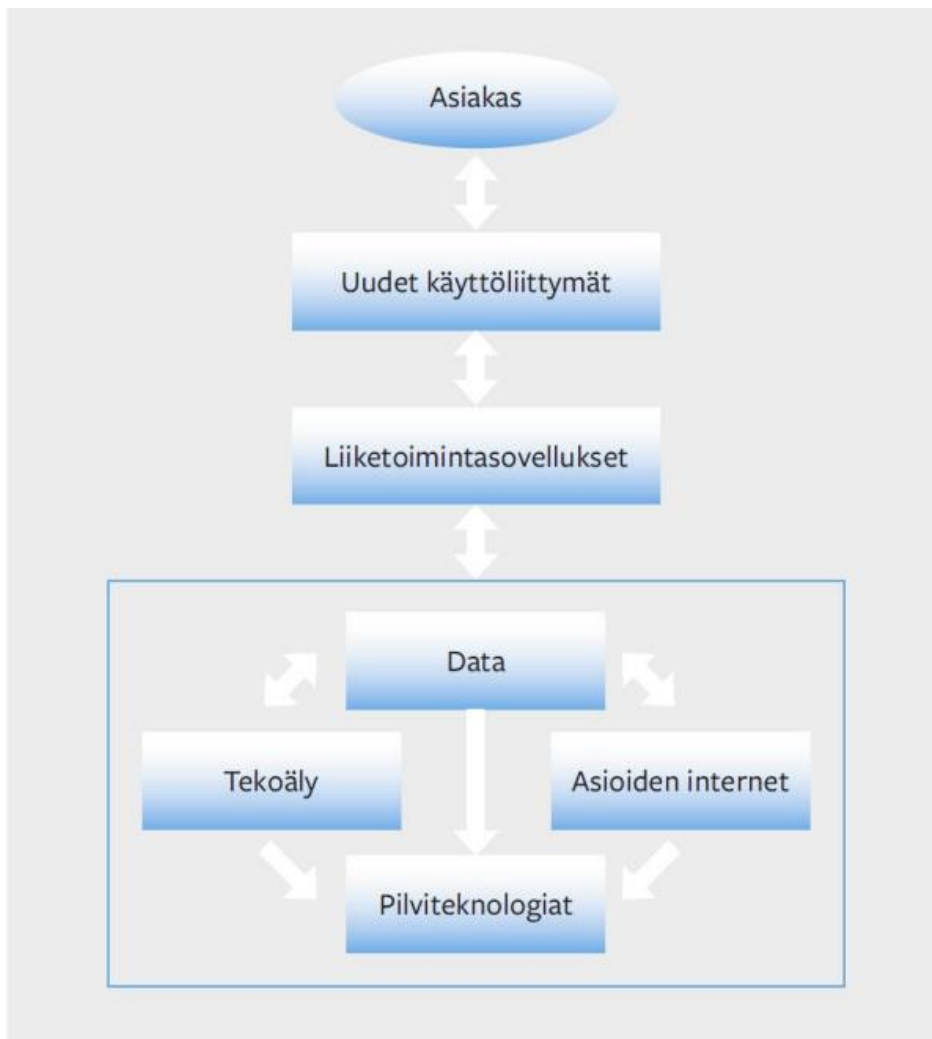 Asiakas
Uudet käyttöliittymät
Liiketoimintasovellukset
Data
Tekoäly
Asioiden internet
Pilviteknologiat